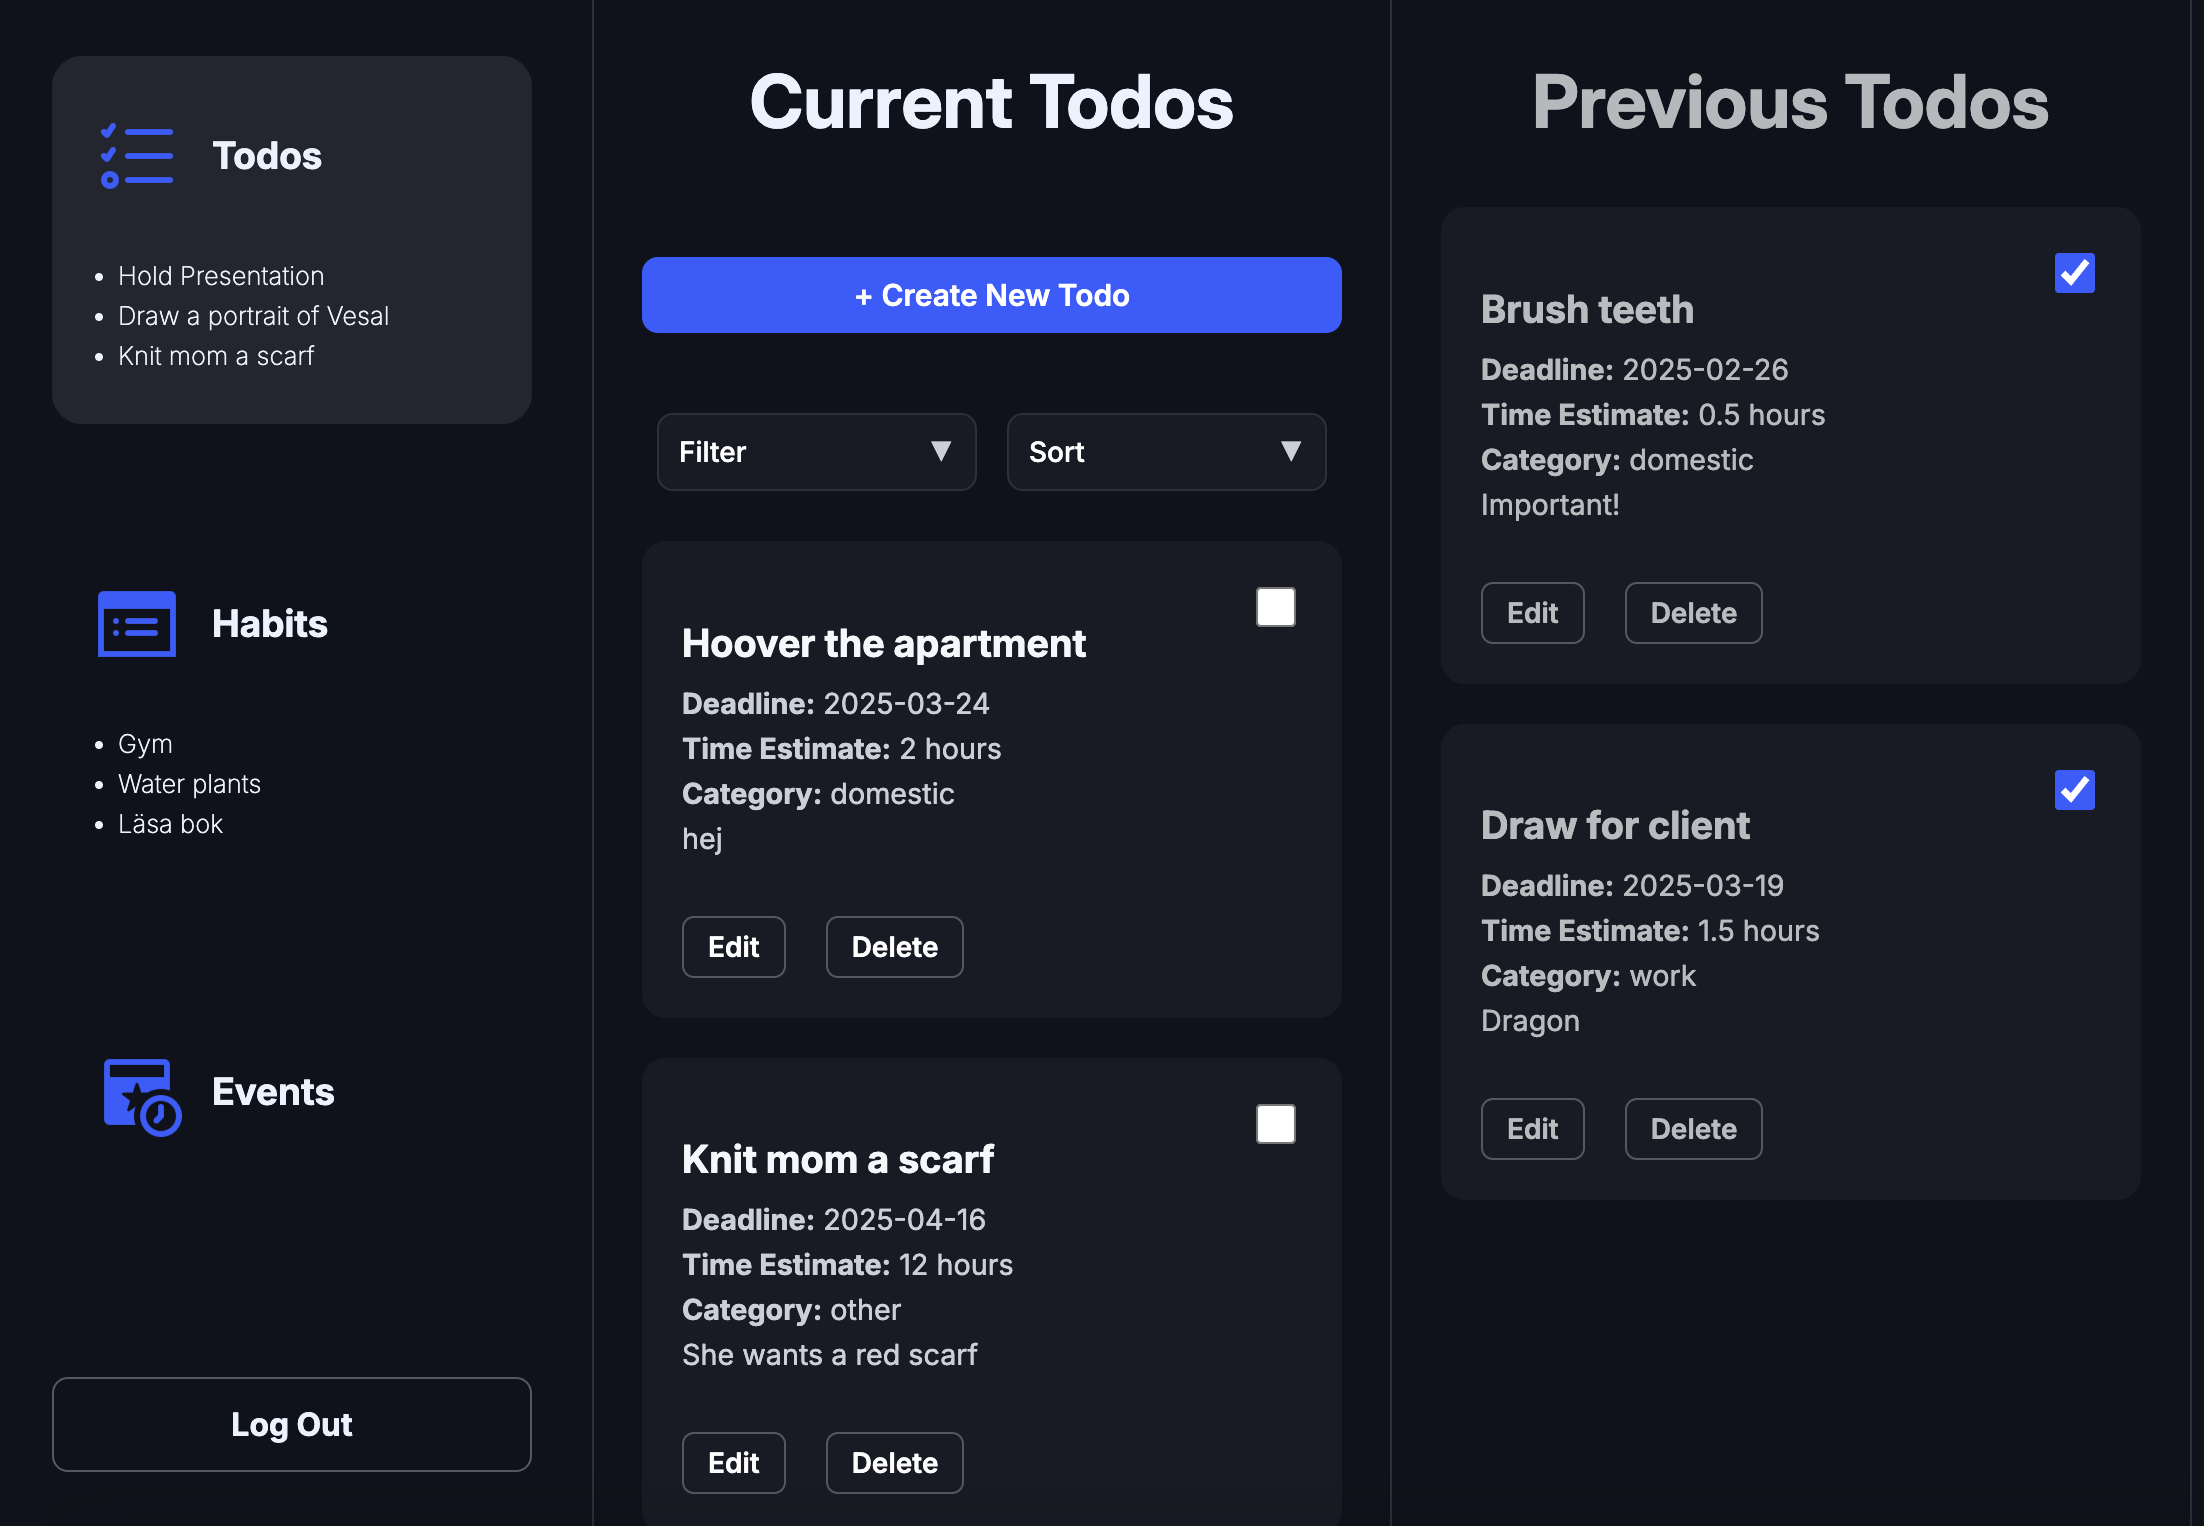 Todos
Hold Presentation
Draw a portrait of Vesal
Knit mom a scarf
Habits
Gym
Water plants
Läsa bok
Events
Log Out
Current Todos
+ Create New Todo
Filter
Sort
Hoover the apartment
Deadline: 2025-03-24
Time Estimate: 2 hours
Category: domestic
hej
Edit
Delete
Knit mom a scarf
Deadline: 2025-04-16
Time Estimate: 12 hours
Category: other
She wants a red scarf
Edit
Delete
Previous Todos
Brush teeth
Deadline: 2025-02-26
Time Estimate: 0.5 hours
Category: domestic
Important!
Edit
Delete
Draw for client
Deadline: 2025-03-19
Time Estimate: 1.5 hours
Category: work
Dragon
Edit
Delete